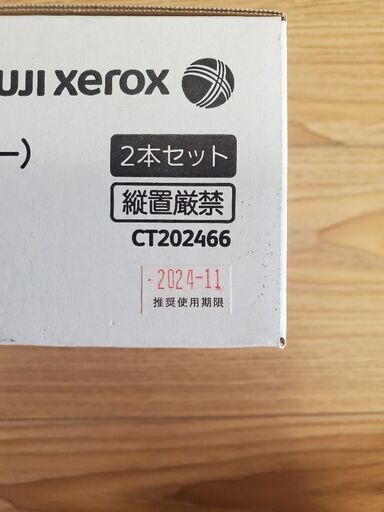 UJI xerox
ー)
2本セット
縦置厳禁
CT202466
2024-11
推奨使用期限